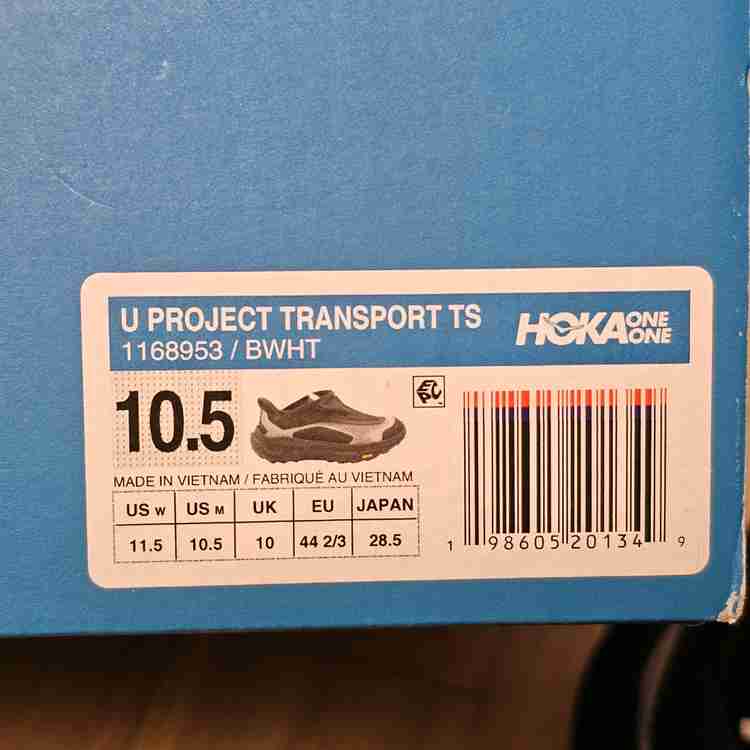 U PROJECT TRANSPORT TS
1168953 / BWHT
HOKA ONE ONE
10.5
EPC
MADE IN VIETNAM / FABRIQUÉ AU VIETNAM
US W US M UK EU JAPAN
11.5 10.5 10 44 2/3 28.5
1 98605 20134 9